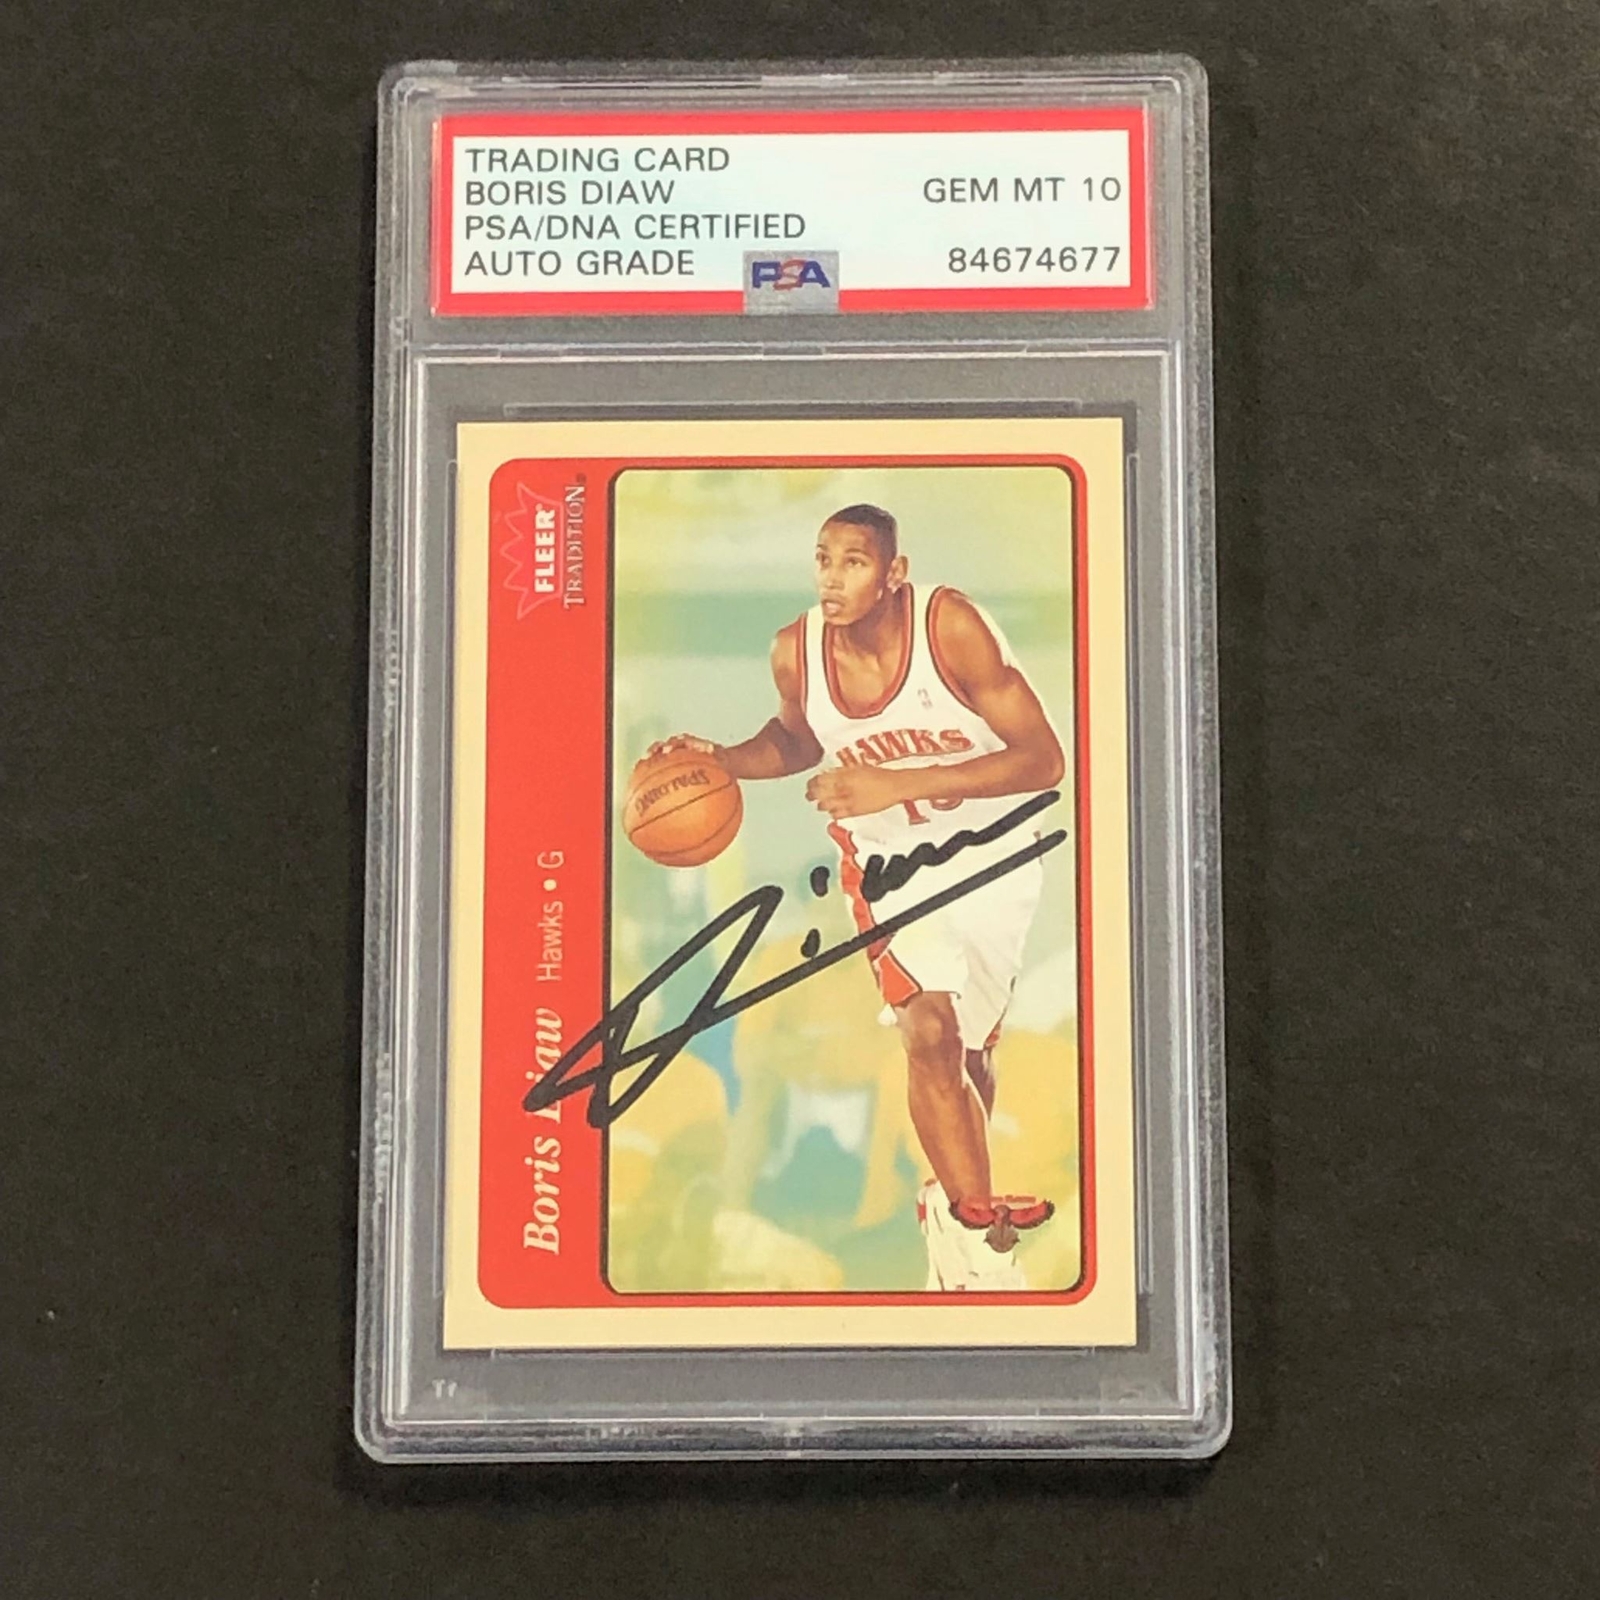 TRADING CARD
BORIS DIAW
GEM MT 10
PSA/DNA CERTIFIED
AUTO GRADE
PSA
84674677
FLEER
TRADITION
Boris Diaw Hawks • G
HAWKS
SPALDING